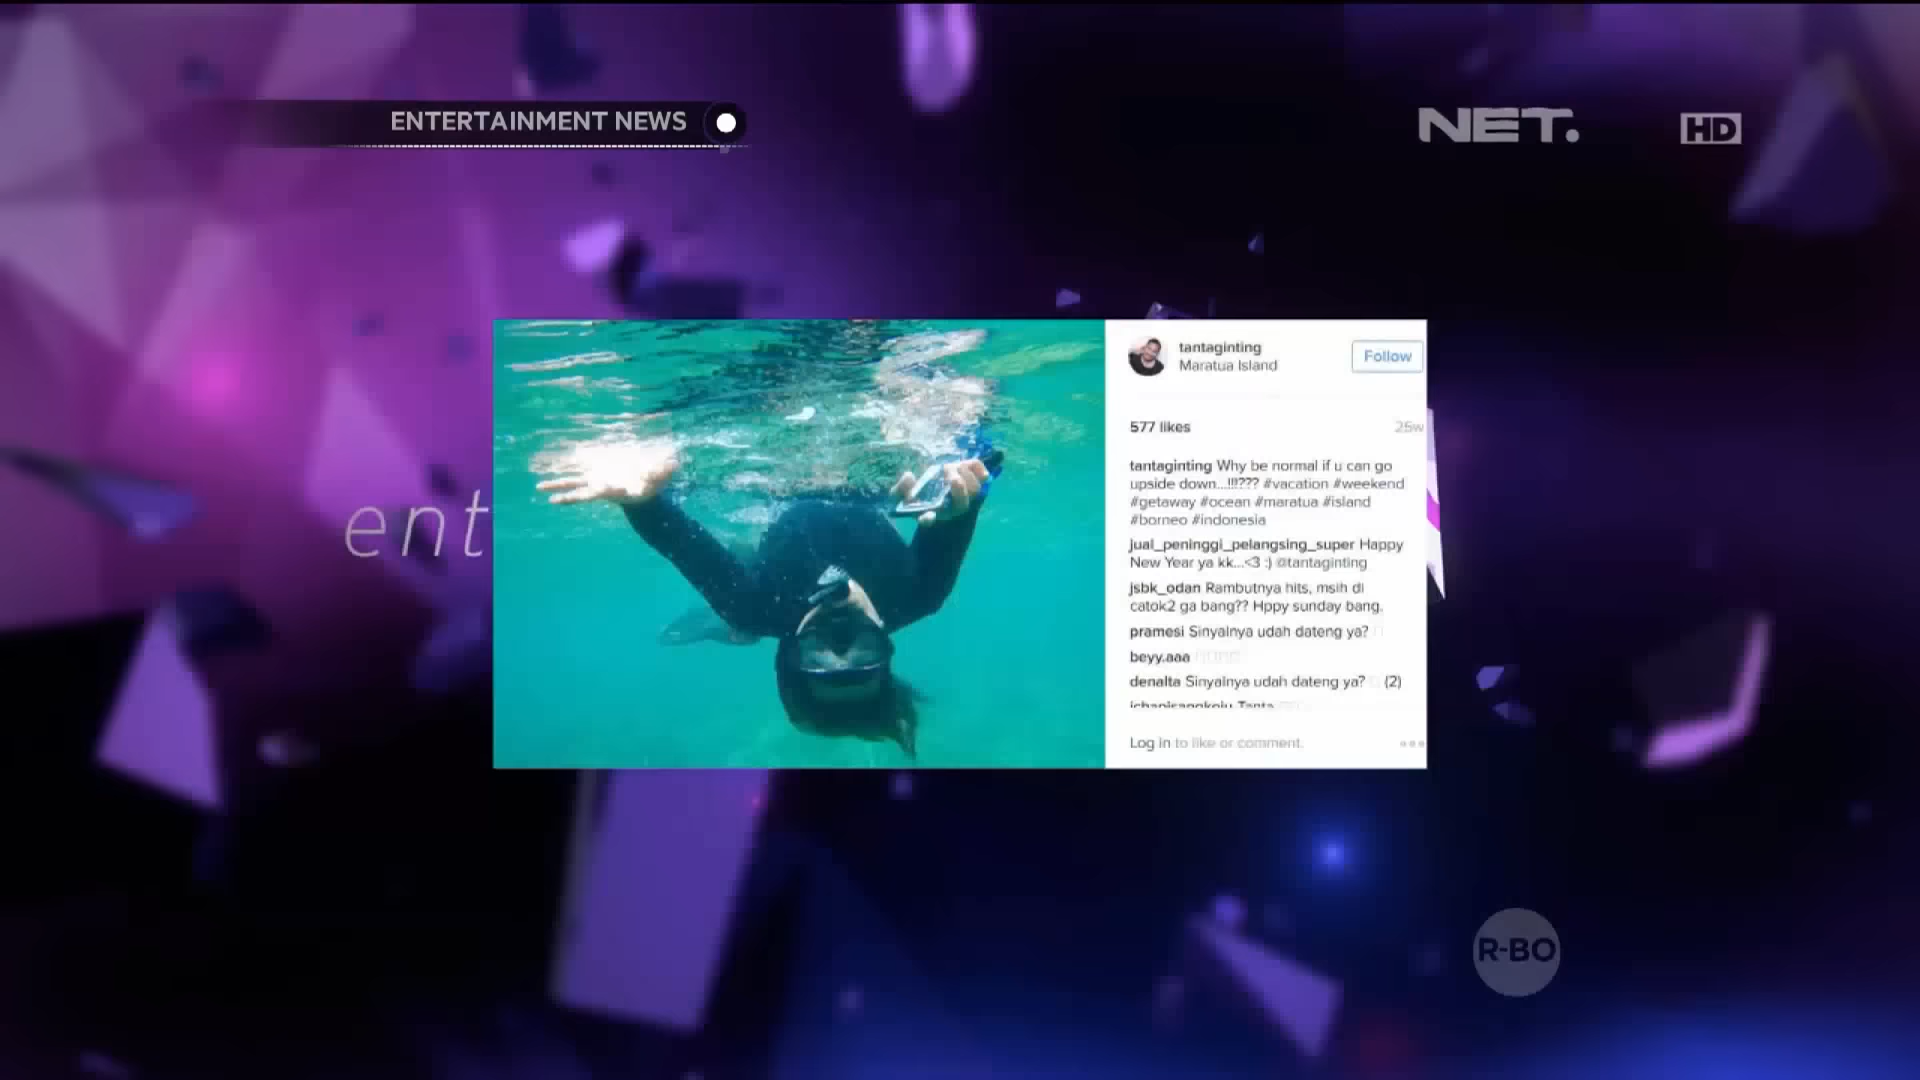 ENTERTAINMENT NEWS
NET.
HD
ent
tantaginting
Maratua Island
Follow
577 likes
25w
tantaginting Why be normal if u can go
upside down...!!!??? #vacation #weekend
#getaway #ocean #maratua #island
#borneo #indonesia
jual_peninggi_pelangsing_super Happy
New Year ya kk...<3 :) @tantaginting
jsbk_odan Rambutnya hits, msih di
catok2 ga bang?? Hppy sunday bang.
pramesi Sinyalnya udah dateng ya?
beyy.aaa
denalta Sinyalnya udah dateng ya? (2)
Log in to like or comment.
R-BO